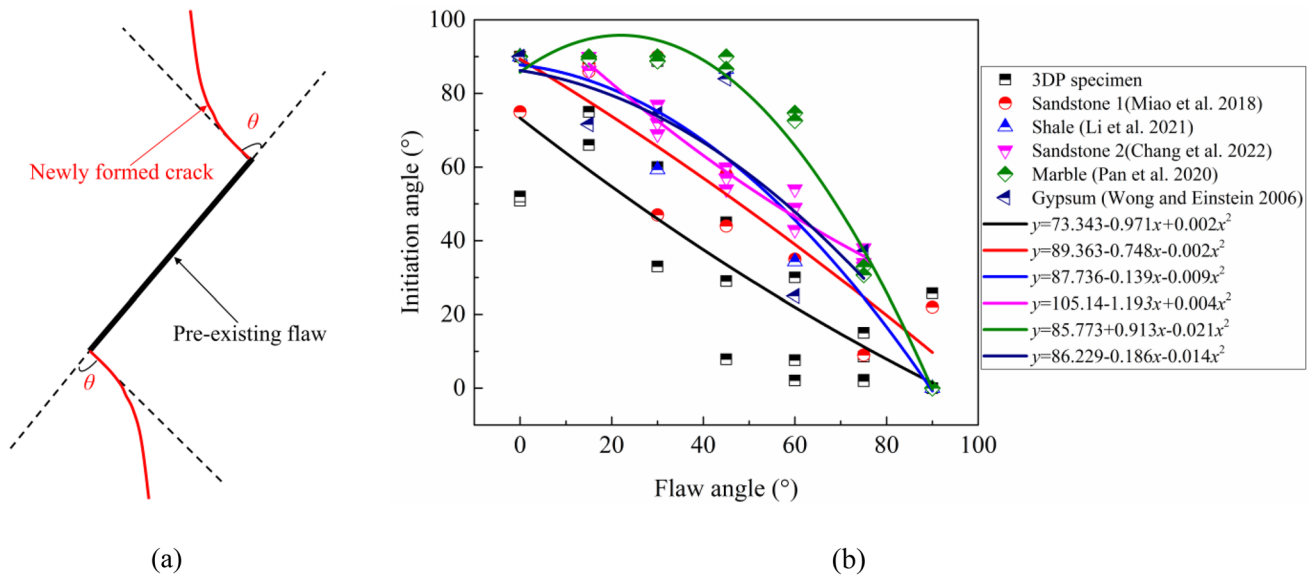 θ
Newly formed crack
Pre-existing flaw
θ
(a)
Initiation angle (°)
100
80
60
40
20
0
0
20
40
60
80
100
Flaw angle (°)
3DP specimen
Sandstone 1(Miao et al. 2018)
Shale (Li et al. 2021)
Sandstone 2(Chang et al. 2022)
Marble (Pan et al. 2020)
Gypsum (Wong and Einstein 2006)
y=73.343-0.971x+0.002x²
y=89.363-0.748x-0.002x²
y=87.736-0.139x-0.009x²
y=105.14-1.193x+0.004x²
y=85.773+0.913x-0.021x²
y=86.229-0.186x-0.014x²
(b)